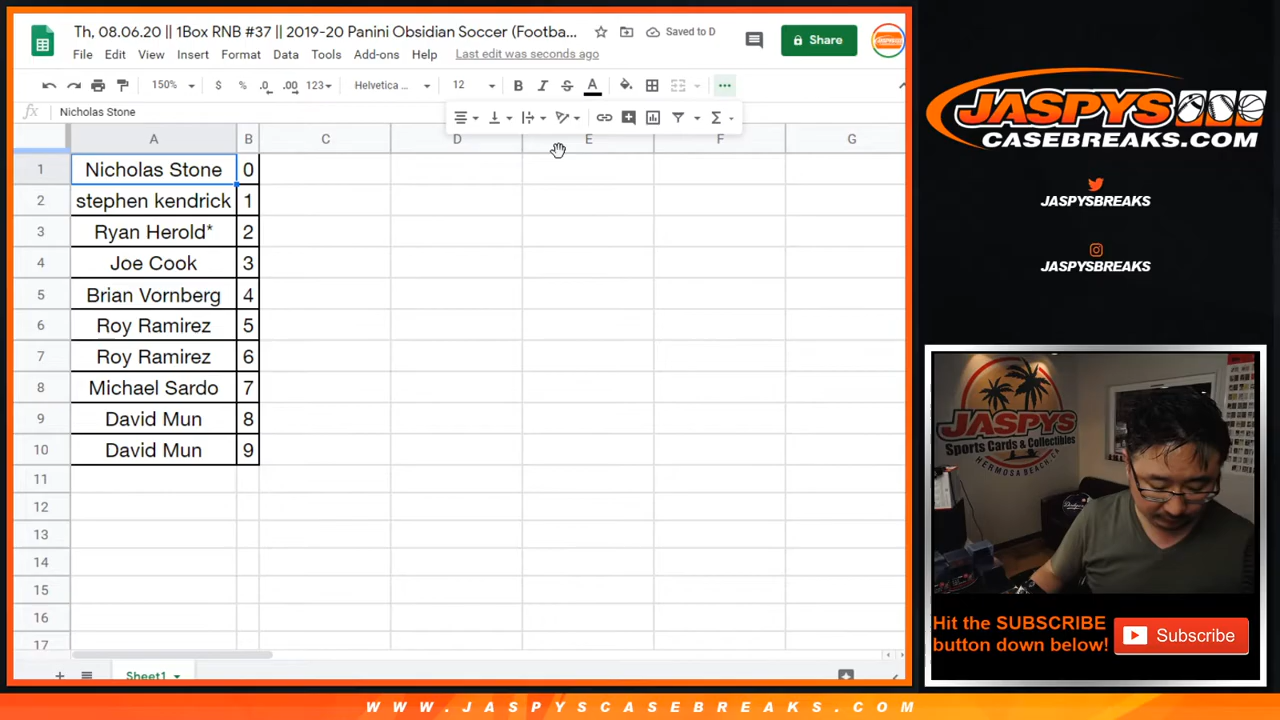 Th, 08.06.20 || 1Box RNB #37 || 2019-20 Panini Obsidian Soccer (Footba...
Saved to D
Share
File Edit View Insert Format Data Tools Add-ons Help Last edit was seconds ago
150% $ % .0 .00 123 Helvetica ... 12 B I S A
fx Nicholas Stone
A B C D E F G
1 Nicholas Stone 0
2 stephen kendrick 1
3 Ryan Herold* 2
4 Joe Cook 3
5 Brian Vornberg 4
6 Roy Ramirez 5
7 Roy Ramirez 6
8 Michael Sardo 7
9 David Mun 8
10 David Mun 9
11
12
13
14
15
16
17
Sheet1
JASPYS
CASEBREAKS.COM
JASPYSBREAKS
JASPYSBREAKS
JASPYS
Sports Cards & Collectibles
HERMOSA BEACH, CA
Hit the SUBSCRIBE
button down below!
Subscribe
WWW.JASPYSCASEBREAKS.COM